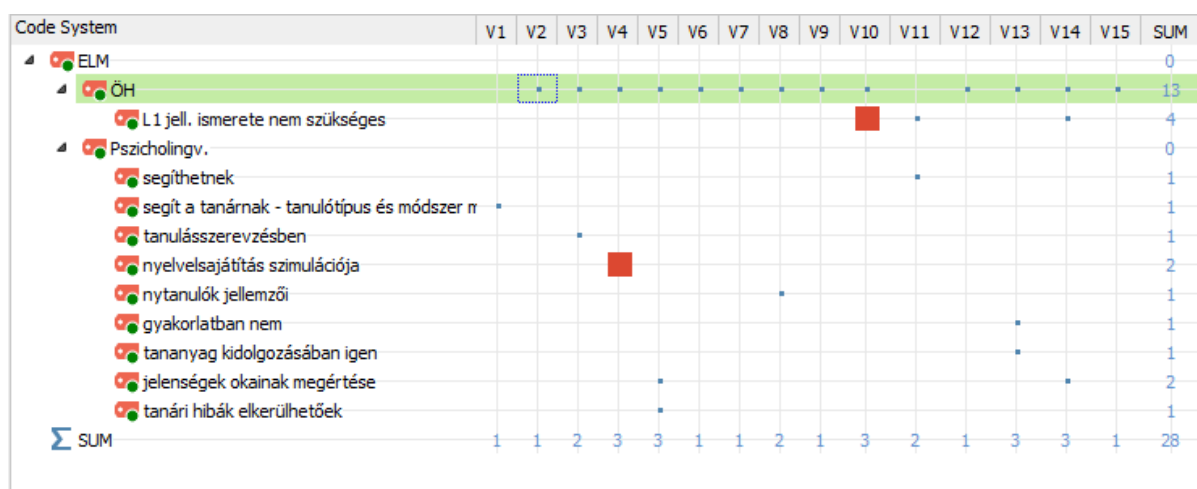 Code System V1 V2 V3 V4 V5 V6 V7 V8 V9 V10 V11 V12 V13 V14 V15 SUM
ELM 0
ÖH 13
L1 jell. ismerete nem szükséges 4
Pszicholingv. 0
segíthetnek 1
segít a tanárnak - tanulótípus és módszer m 1
tanulásszerevzésben 1
nyelvelsajátítás szimulációja 2
nytanulók jellemzői 1
gyakorlatban nem 1
tananyag kidolgozásában igen 1
jelenségek okainak megértése 2
tanári hibák elkerülhetőek 1
Σ SUM 1 1 2 3 3 1 1 2 1 3 2 1 3 3 1 28